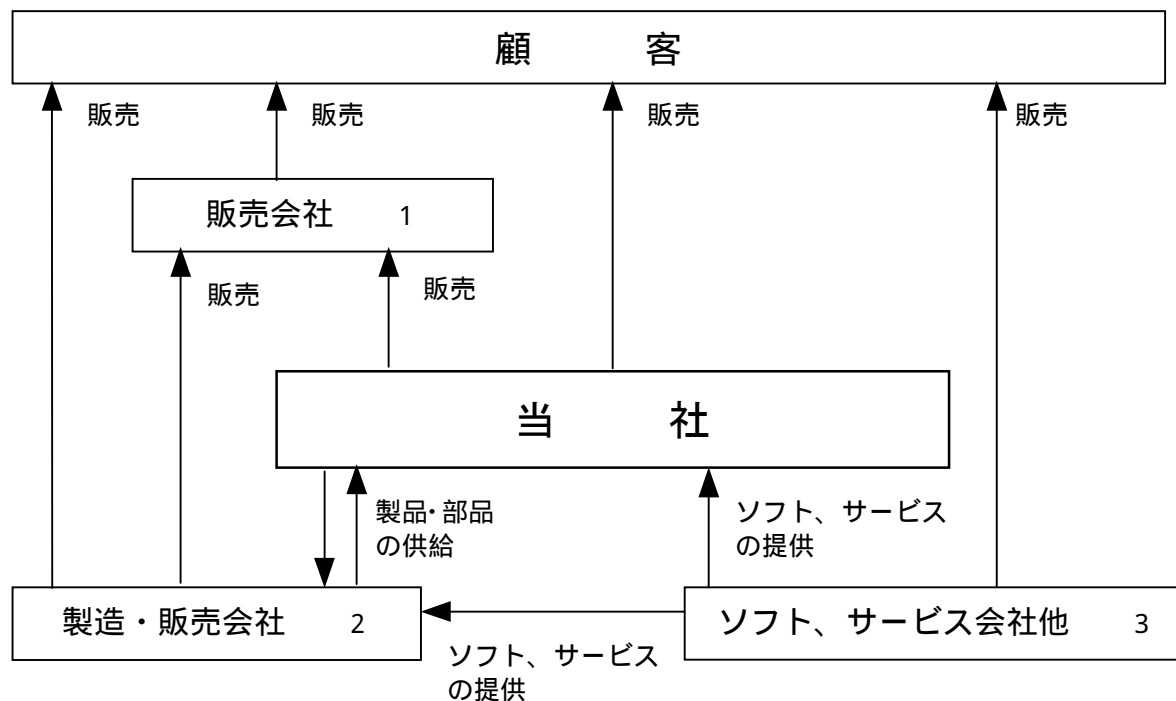 顧 客
販売 販売 販売 販売
販売会社 1
販売 販売
当 社
製品・部品
の供給
ソフト、サービス
の提供
製造・販売会社 2
ソフト、サービス会社他 3
ソフト、サービス
の提供